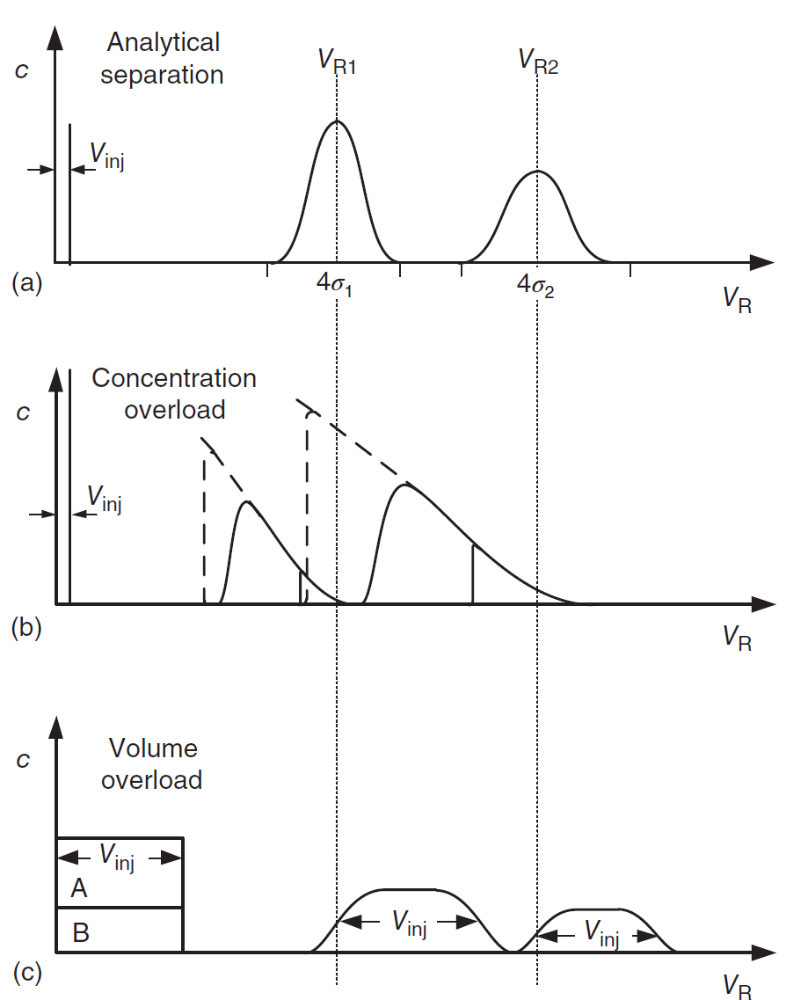 Analytical
separation
c
V_R1
V_R2
V_inj
(a)
4σ_1
4σ_2
V_R
Concentration
overload
c
V_inj
(b)
V_R
Volume
overload
c
V_inj
A
B
V_inj
V_inj
(c)
V_R